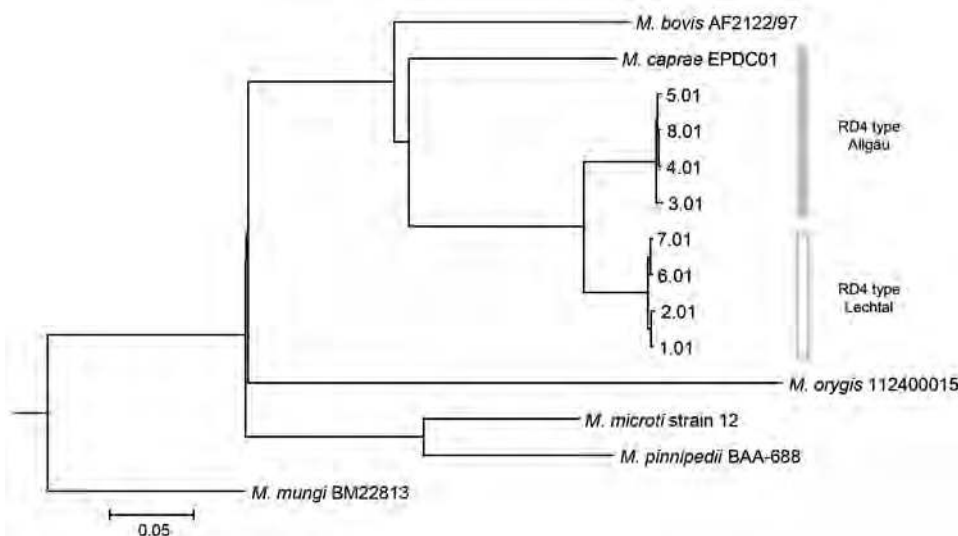 M. bovis AF2122/97
M. caprae EPDC01
5.01
8.01
4.01
3.01
RD4 type
Allgäu
7.01
6.01
2.01
1.01
RD4 type
Lechtal
M. orygis 112400015
M. microti strain 12
M. pinnipedii BAA-688
M. mungi BM22813
0.05